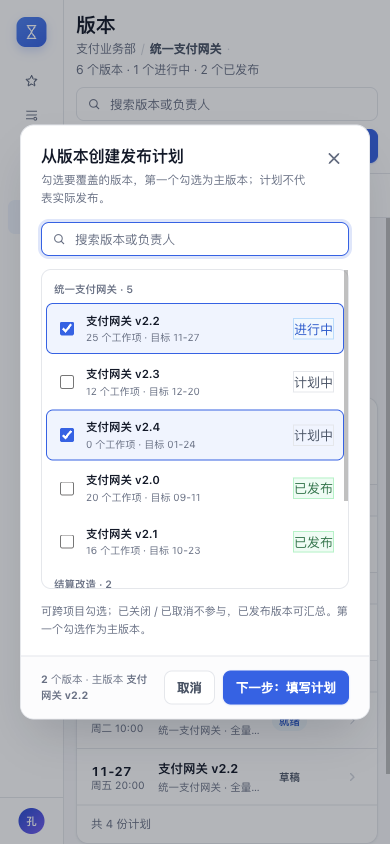 版本
支付业务部 / 统一支付网关 ·
6 个版本 · 1 个进行中 · 2 个已发布
搜索版本或负责人
从版本创建发布计划
勾选要覆盖的版本，第一个勾选为主版本；计划不代
表实际发布。
搜索版本或负责人
统一支付网关 · 5
支付网关 v2.2
进行中
25 个工作项 · 目标 11-27
支付网关 v2.3
计划中
12 个工作项 · 目标 12-20
支付网关 v2.4
计划中
0 个工作项 · 目标 01-24
支付网关 v2.0
已发布
20 个工作项 · 目标 09-11
支付网关 v2.1
已发布
16 个工作项 · 目标 10-23
结算改造 · 2
可跨项目勾选；已关闭 / 已取消不参与，已发布版本可汇总。第
一个勾选作为主版本。
2 个版本 · 主版本 支付
网关 v2.2
取消
下一步：填写计划
就绪
周二 10:00
统一支付网关 · 全量...
11-27
支付网关 v2.2
草稿
周五 20:00
统一支付网关 · 全量...
孔
共 4 份计划